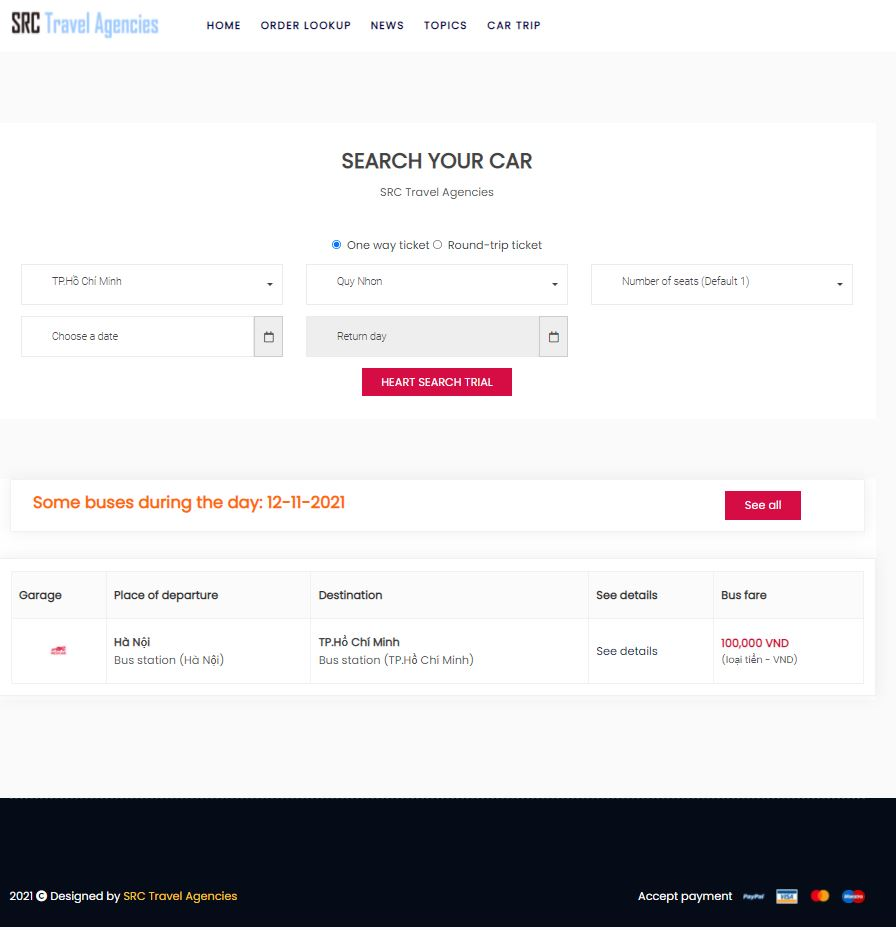 SRC Travel Agencies
HOME ORDER LOOKUP NEWS TOPICS CAR TRIP
SEARCH YOUR CAR
SRC Travel Agencies
One way ticket Round-trip ticket
TP.Hồ Chí Minh Quy Nhon Number of seats (Default 1)
Choose a date Return day
HEART SEARCH TRIAL
Some buses during the day: 12-11-2021 See all
Garage Place of departure Destination See details Bus fare
Hà Nội TP.Hồ Chí Minh 100,000 VND
Bus station (Hà Nội) Bus station (TP.Hồ Chí Minh) See details (loại tiền - VND)
2021 © Designed by SRC Travel Agencies Accept payment PayPal VISA Maestro